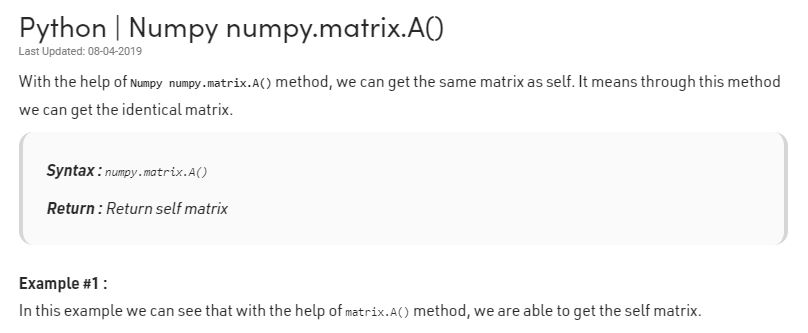 Python | Numpy numpy.matrix.A()
Last Updated: 08-04-2019
With the help of Numpy numpy.matrix.A() method, we can get the same matrix as self. It means through this method
we can get the identical matrix.
Syntax : numpy.matrix.A()
Return : Return self matrix
Example #1 :
In this example we can see that with the help of matrix.A() method, we are able to get the self matrix.